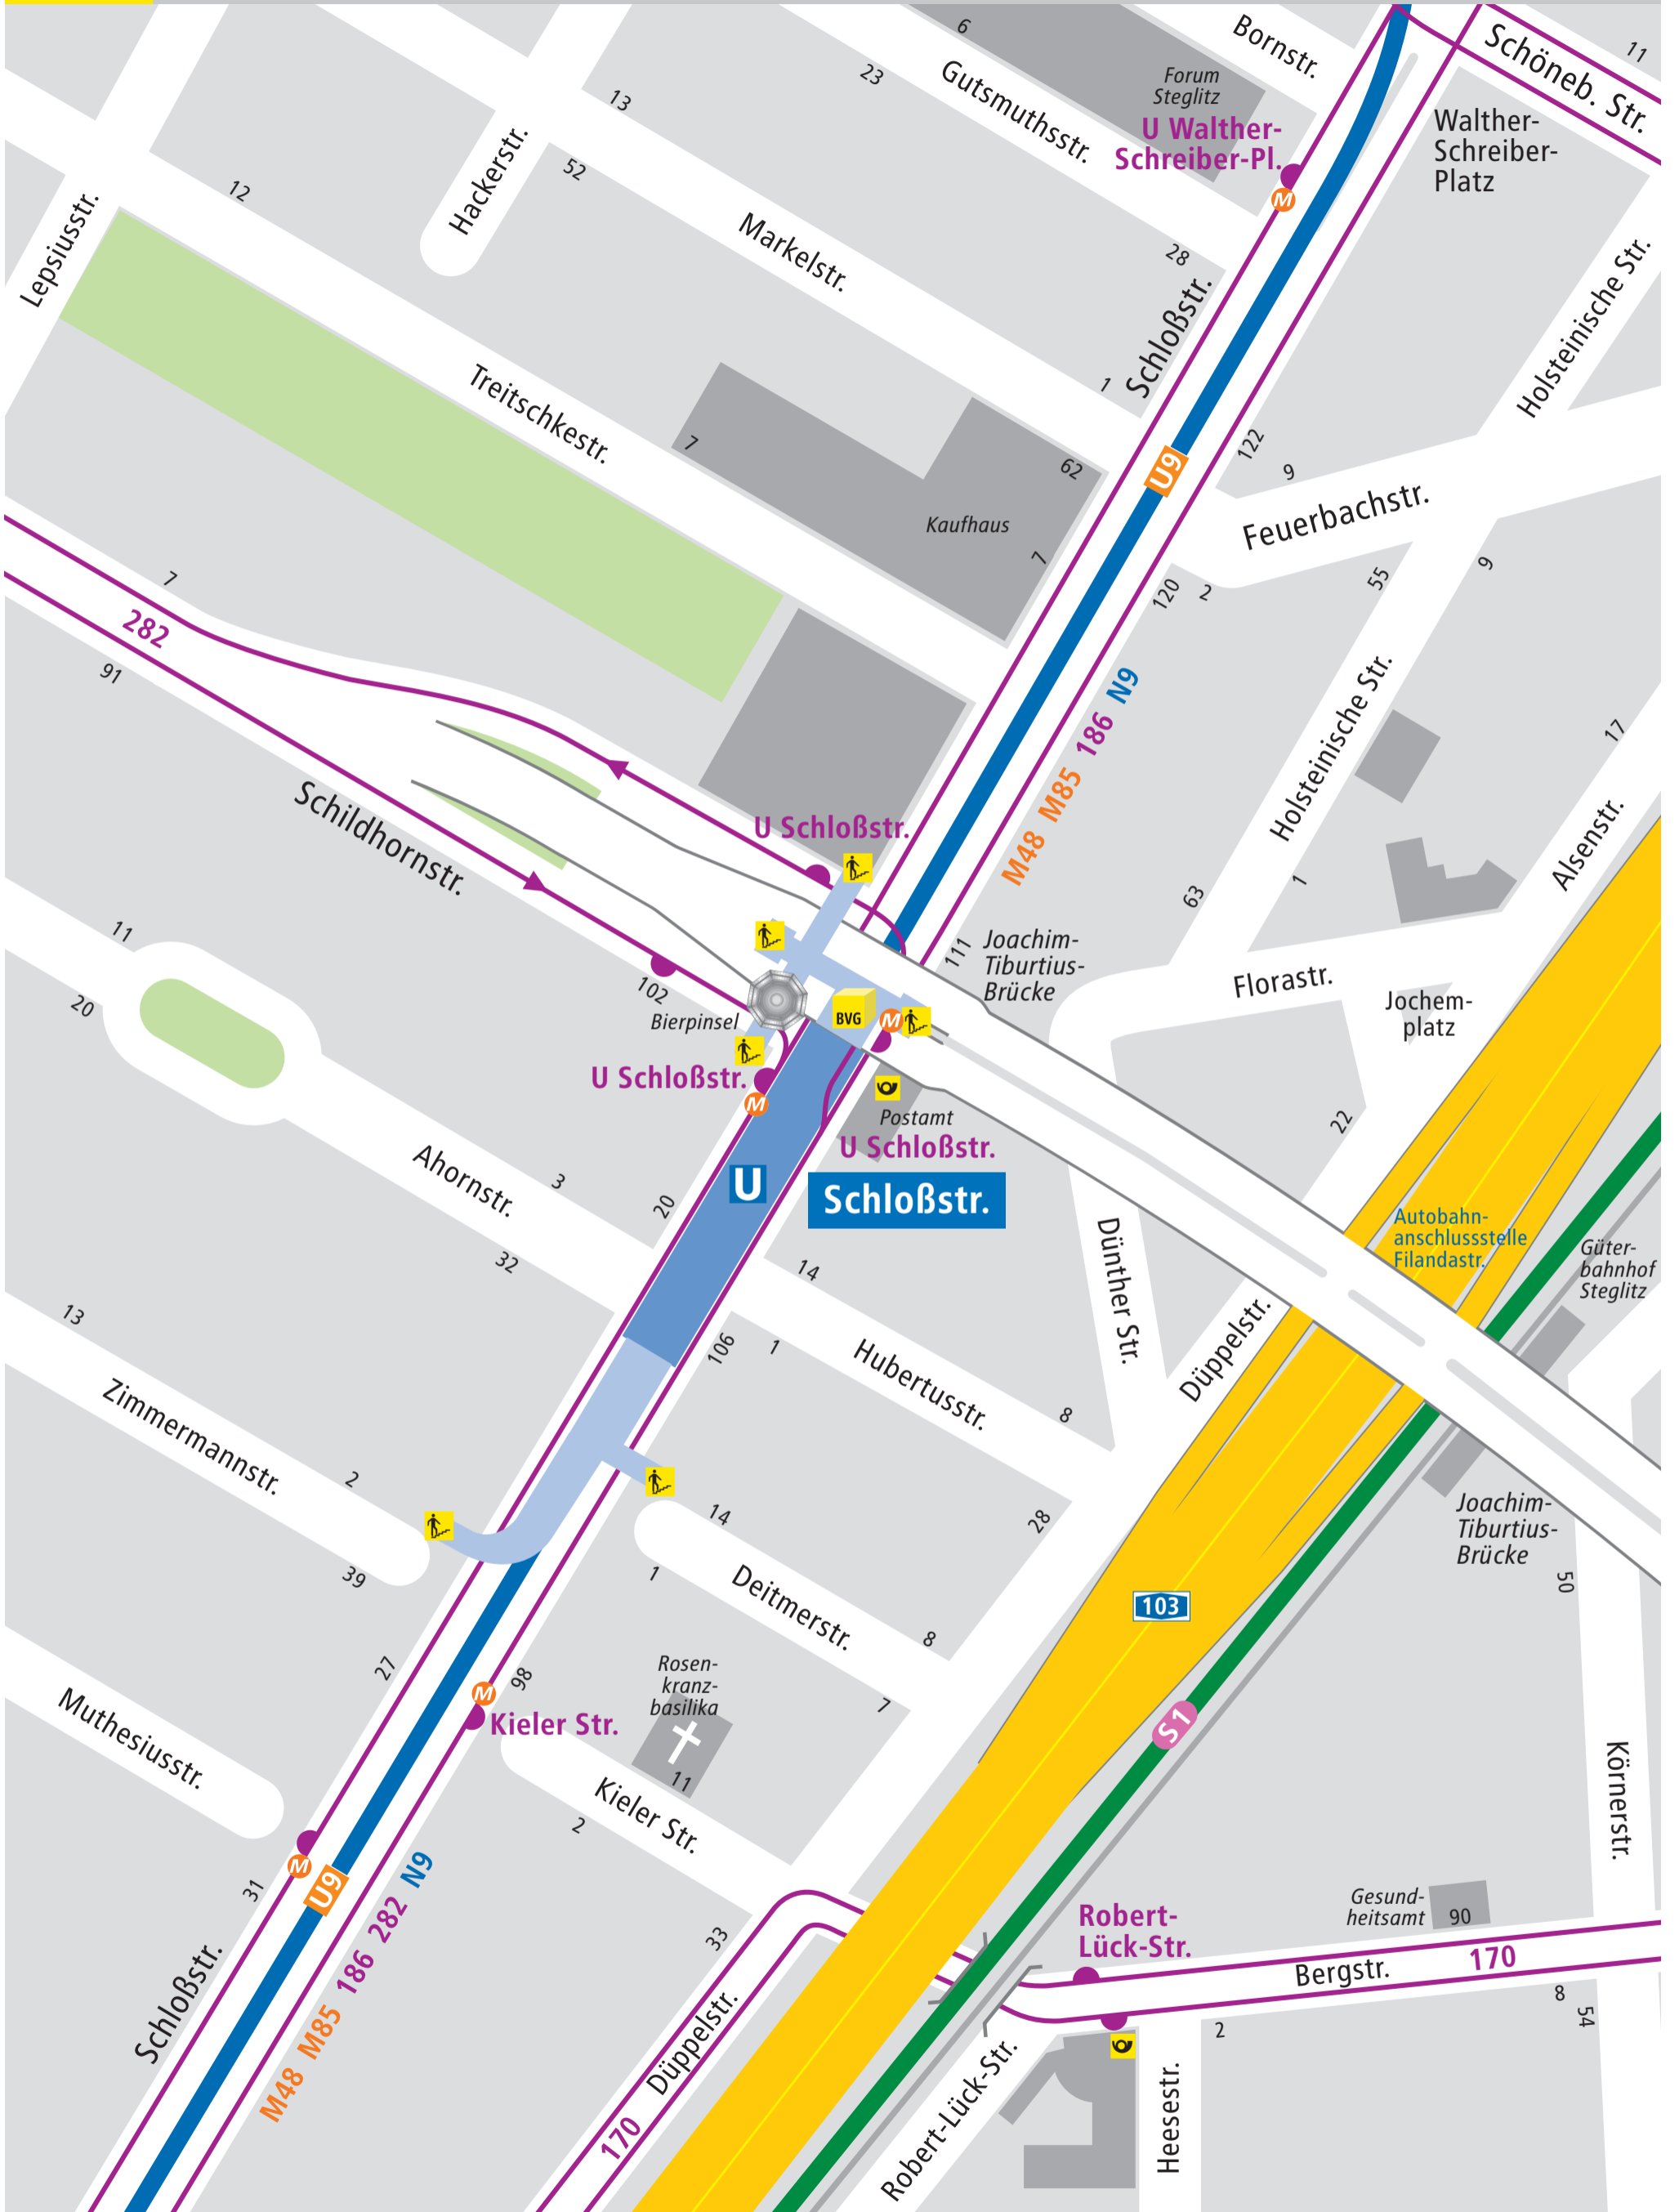 6
Bornstr.
Schöneb. Str.
11
23
Gutsmuthsstr.
Forum
Steglitz
U Walther-
Schreiber-Pl.
M
Walther-
Schreiber-
Platz
13
52
Hackerstr.
12
Lepsiusstr.
Markelstr.
28
Schloßstr.
1
Holsteinische Str.
Treitschkestr.
7
62
Kaufhaus
7
U9
122
9
Feuerbachstr.
120
2
55
9
7
282
91
M48 M85 186 N9
Holsteinische Str.
17
Alsenstr.
Schildhornstr.
U Schloßstr.
63
1
11
20
102
Bierpinsel
BVG
M
111
Joachim-
Tiburtius-
Brücke
Florastr.
Jochem-
platz
U Schloßstr.
M
Postamt
U Schloßstr.
Schloßstr.
U
22
Ahornstr.
3
20
32
14
Dünther Str.
Autobahn-
anschlussstelle
Filandastr.
Güter-
bahnhof
Steglitz
13
106
1
Hubertusstr.
8
Düppelstr.
Zimmermannstr.
2
39
14
1
Deitmerstr.
8
28
7
103
Joachim-
Tiburtius-
Brücke
50
27
98
M
Kieler Str.
Rosen-
kranz-
basilika
11
S1
Muthesiusstr.
Kieler Str.
2
Körnerstr.
M
31
U9
33
Robert-
Lück-Str.
Gesund-
heitsamt
90
Bergstr.
170
8
54
2
Schloßstr.
M48 M85 186 282 N9
Düppelstr.
170
Robert-Lück-Str.
Heesestr.